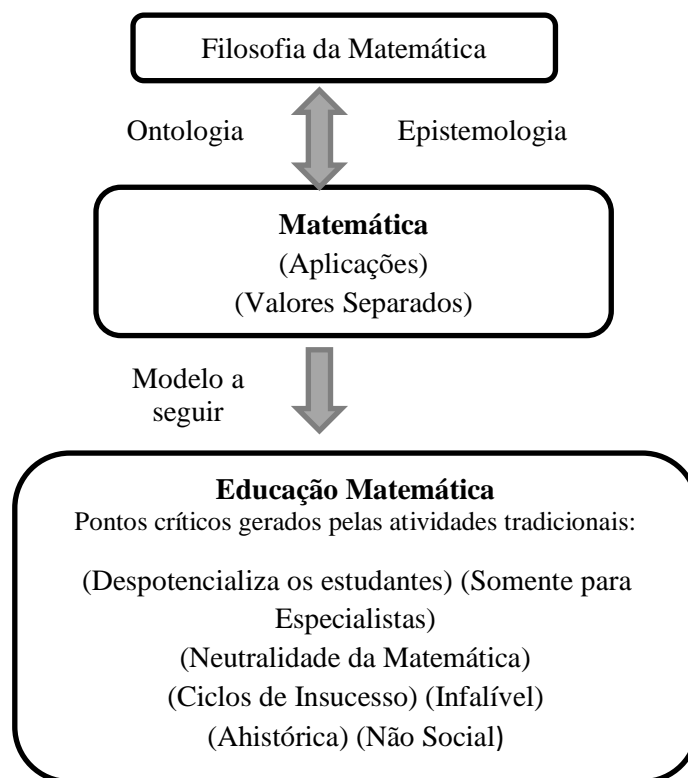 Filosofia da Matemática
Ontologia
Epistemologia
Matemática
(Aplicações)
(Valores Separados)
Modelo a
seguir
Educação Matemática
Pontos críticos gerados pelas atividades tradicionais:
(Despotencializa os estudantes) (Somente para
Especialistas)
(Neutralidade da Matemática)
(Ciclos de Insucesso) (Infalível)
(Ahistórica) (Não Social)